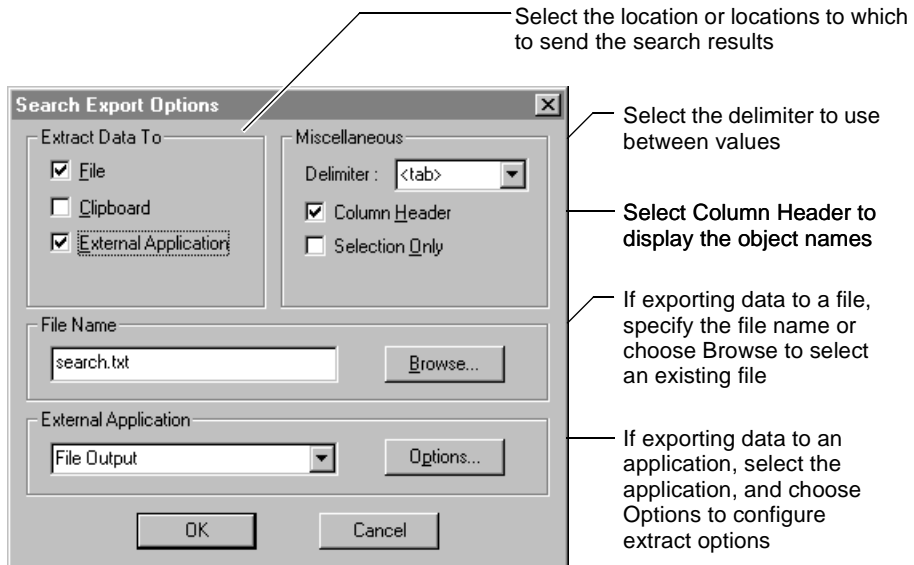 Select the location or locations to which
to send the search results
Search Export Options
Extract Data To
File
Clipboard
External Application
Miscellaneous
Delimiter : <tab>
Column Header
Selection Only
Select the delimiter to use
between values
Select Column Header to
display the object names
File Name
search.txt
Browse...
If exporting data to a file,
specify the file name or
choose Browse to select
an existing file
External Application
File Output
Options...
OK
Cancel
If exporting data to an
application, select the
application, and choose
Options to configure
extract options